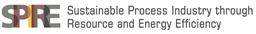 SPIRE Sustainable Process Industry through
Resource and Energy Efficiency